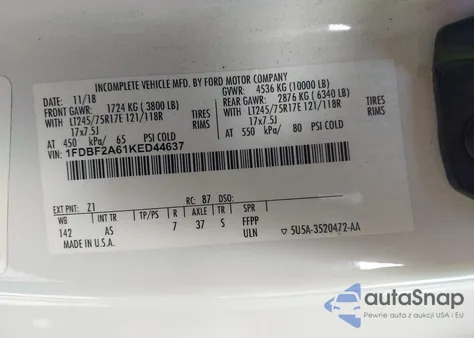 INCOMPLETE VEHICLE MFD. BY FORD MOTOR COMPANY
DATE: 11/18 GVWR: 4536 KG (10000 LB)
FRONT GAWR: 1724 KG (3800 LB) REAR GAWR: 2876 KG (6340 LB)
WITH LT245/75R17E 121/118R TIRES WITH LT245/75R17E 121/118R TIRES
17x7.5J RIMS 17x7.5J RIMS
AT 450 kPa/ 65 PSI COLD AT 550 kPa/ 80 PSI COLD
VIN: 1FDBF2A61KED44637
EXT PNT: Z1 RC: 87 DSO:
WB INT TR TP/PS R AXLE TR SPR
142 AS 7 37 S FFPP
MADE IN U.S.A. ULN ▽ 5U5A-3520472-AA
autoSnap
Pewne auta z aukcji USA i EU